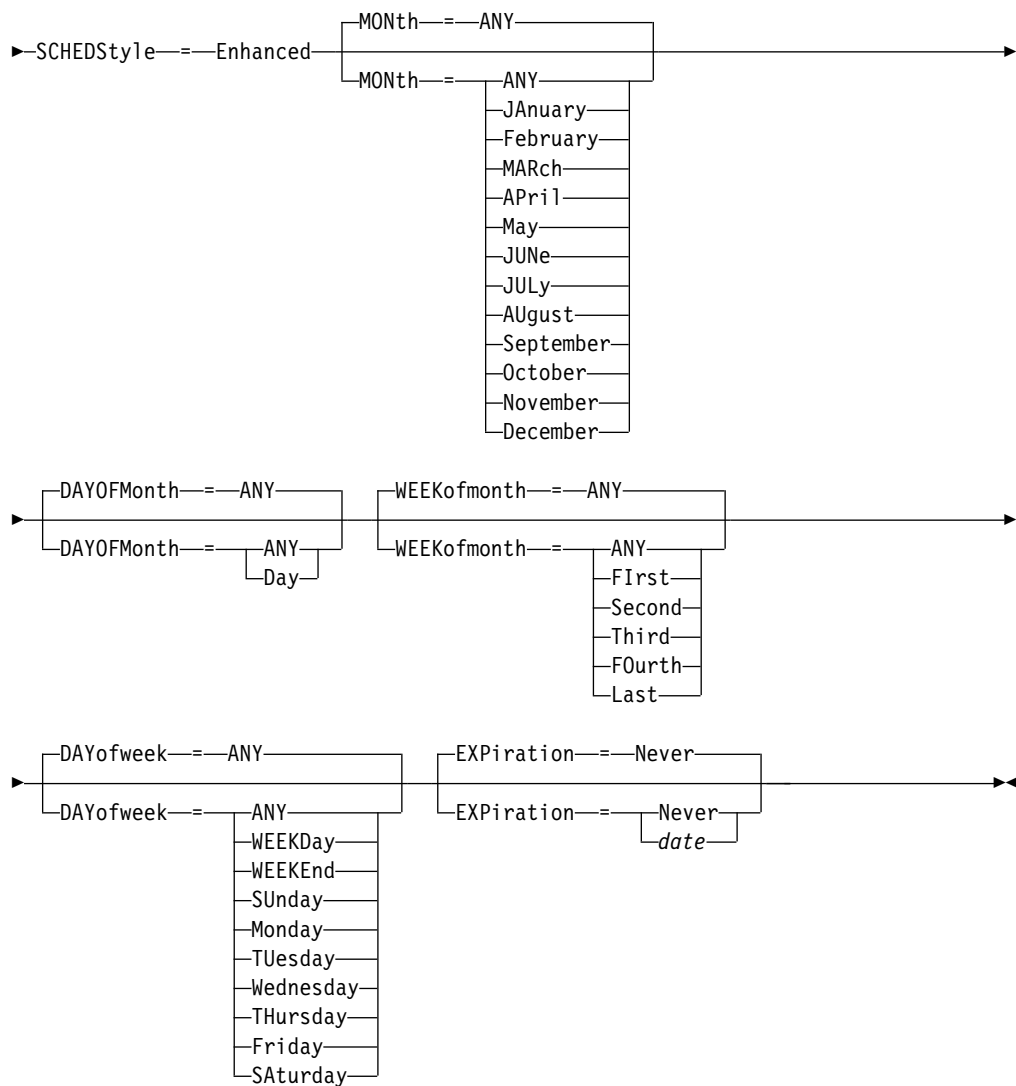 MONth = ANY
SCHEDStyle = Enhanced
MONth = ANY
JAnuary
February
MARch
APril
May
JUNe
JULy
AUgust
September
October
November
December
DAYOFMonth = ANY WEEKofmonth = ANY
DAYOFMonth = ANY WEEKofmonth = ANY
Day FIrst
Second
Third
FOurth
Last
DAYofweek = ANY EXPiration = Never
DAYofweek = ANY EXPiration = Never
WEEKDay date
WEEKEnd
SUnday
Monday
TUesday
Wednesday
THursday
Friday
SAturday